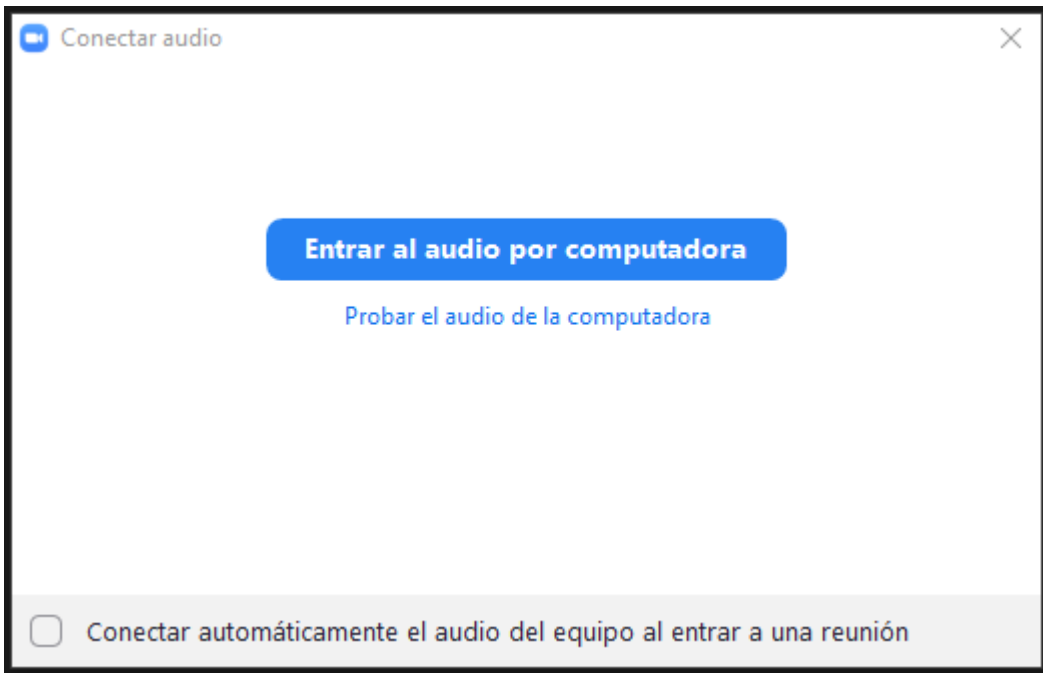 Conectar audio
Entrar al audio por computadora
Probar el audio de la computadora
Conectar automáticamente el audio del equipo al entrar a una reunión